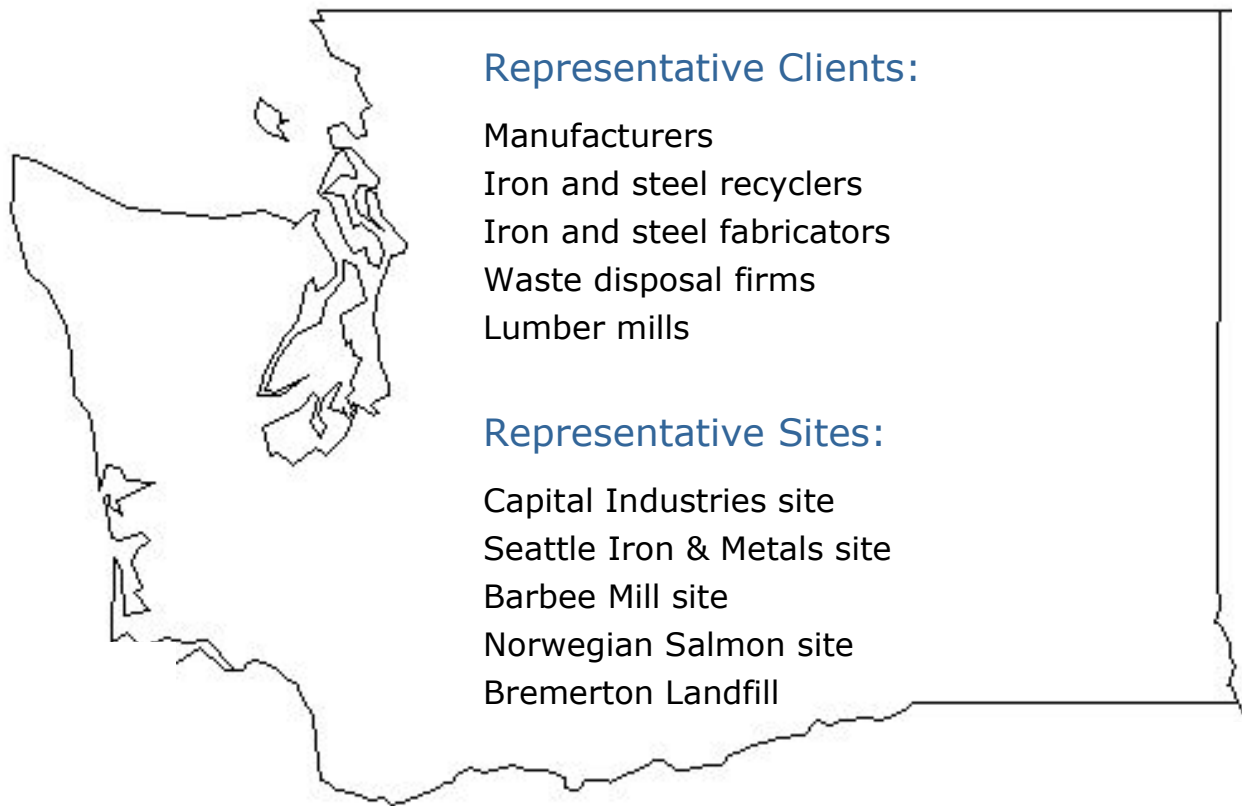 Representative Clients:
Manufacturers
Iron and steel recyclers
Iron and steel fabricators
Waste disposal firms
Lumber mills
Representative Sites:
Capital Industries site
Seattle Iron & Metals site
Barbee Mill site
Norwegian Salmon site
Bremerton Landfill